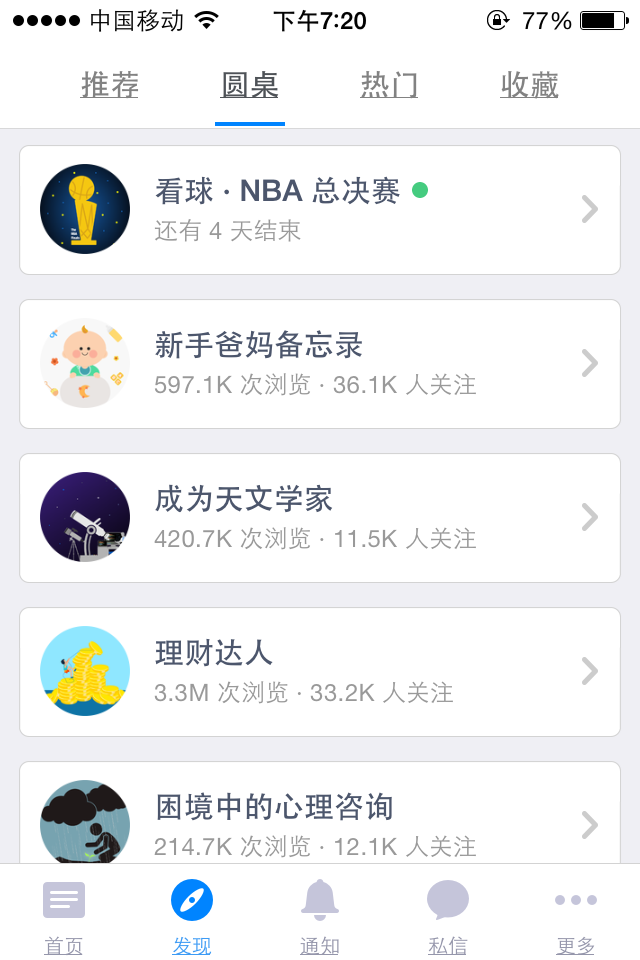 中国移动 下午7:20 77%
推荐 圆桌 热门 收藏
看球 · NBA 总决赛
还有 4 天结束
新手爸妈备忘录
597.1K 次浏览 · 36.1K 人关注
成为天文学家
420.7K 次浏览 · 11.5K 人关注
理财达人
3.3M 次浏览 · 33.2K 人关注
困境中的心理咨询
214.7K 次浏览 · 12.1K 人关注
首页 发现 通知 私信 更多